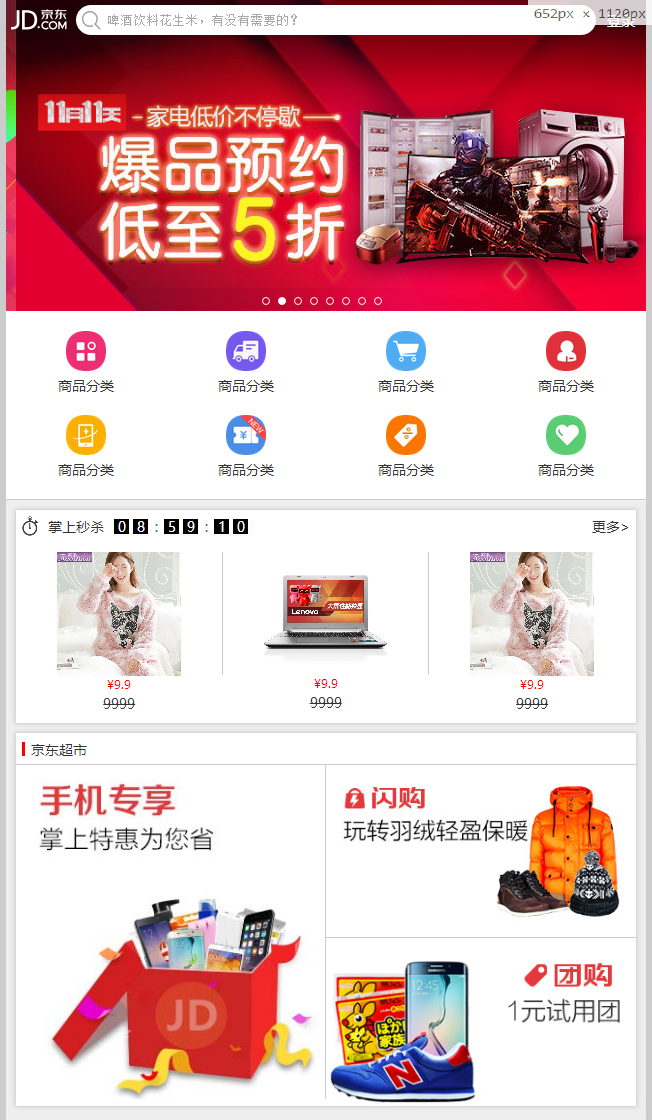 JD 京东 .COM
啤酒饮料花生米，有没有需要的？
652px × 1120px
登录
11月11天
家电低价不停歇
爆品预约
低至5折
商品分类 商品分类 商品分类 商品分类
NEW
¥
商品分类 商品分类 商品分类 商品分类
掌上秒杀 0 8 : 5 9 : 1 0 更多>
Lenovo
¥9.9 ¥9.9 ¥9.9
9999 9999 9999
京东超市
手机专享
掌上特惠为您省
JD
闪购
玩转羽绒轻盈保暖
团购
1元试用团
12:45
N